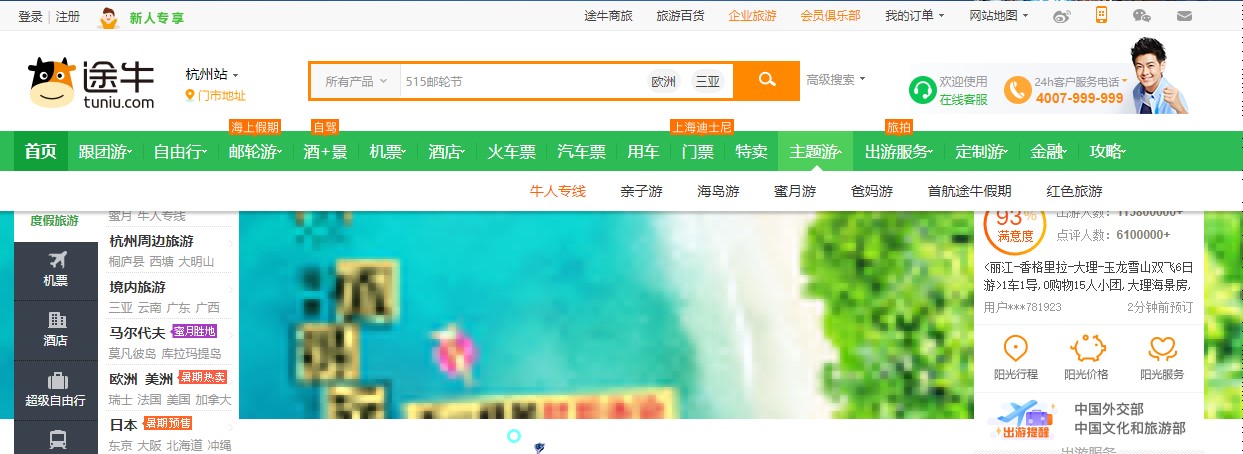 登录 | 注册 新人专享 途牛商旅 旅游百货 企业旅游 会员俱乐部 我的订单 网站地图
途牛 tuniu.com
杭州站
门市地址
所有产品 515邮轮节 欧洲 三亚
高级搜索
欢迎使用
在线客服
24h客户服务电话
4007-999-999
海上假期 自驾 上海迪士尼 旅拍
首页 跟团游 自由行 邮轮游 酒+景 机票 酒店 火车票 汽车票 用车 门票 特卖 主题游 出游服务 定制游 金融 攻略
牛人专线 亲子游 海岛游 蜜月游 爸妈游 首航途牛假期 红色旅游
度假旅游
机票
酒店
超级自由行
蜜月 牛人专线
杭州周边旅游
桐庐县 西塘 大明山
境内旅游
三亚 云南 广东 广西
马尔代夫 蜜月胜地
莫凡彼岛 库拉玛提岛
欧洲 美洲 暑期热卖
瑞士 法国 美国 加拿大
日本 暑期预售
东京 大阪 北海道 冲绳
93%
满意度
出游人数：115800000+
点评人数：6100000+
<丽江-香格里拉-大理-玉龙雪山双飞6日
游>1车1导,0购物15人小团,大理海景房,
用户***781923 2分钟前预订
阳光行程 阳光价格 阳光服务
出游提醒
中国外交部
中国文化和旅游部
出游服务